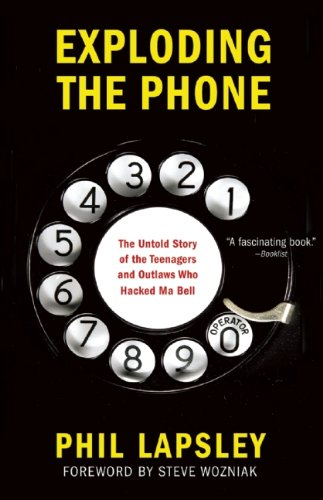 EXPLODING
THE PHONE
1
2
3
4
5
6
7
8
9
OPERATOR
0
The Untold Story
of the Teenagers
and Outlaws Who
Hacked Ma Bell
"A fascinating book."
—Booklist
PHIL LAPSLEY
FOREWORD BY STEVE WOZNIAK